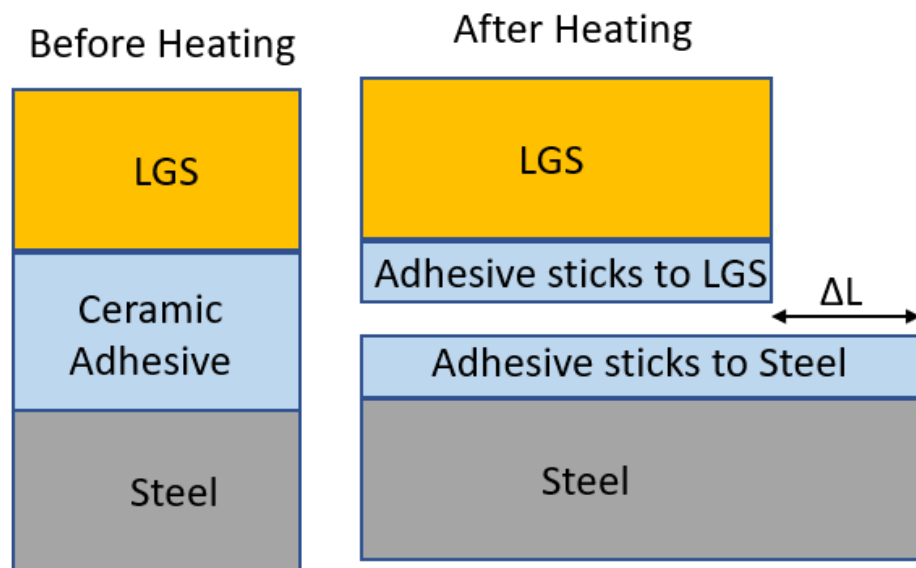 Before Heating
LGS
Ceramic
Adhesive
Steel
After Heating
LGS
Adhesive sticks to LGS
ΔL
Adhesive sticks to Steel
Steel